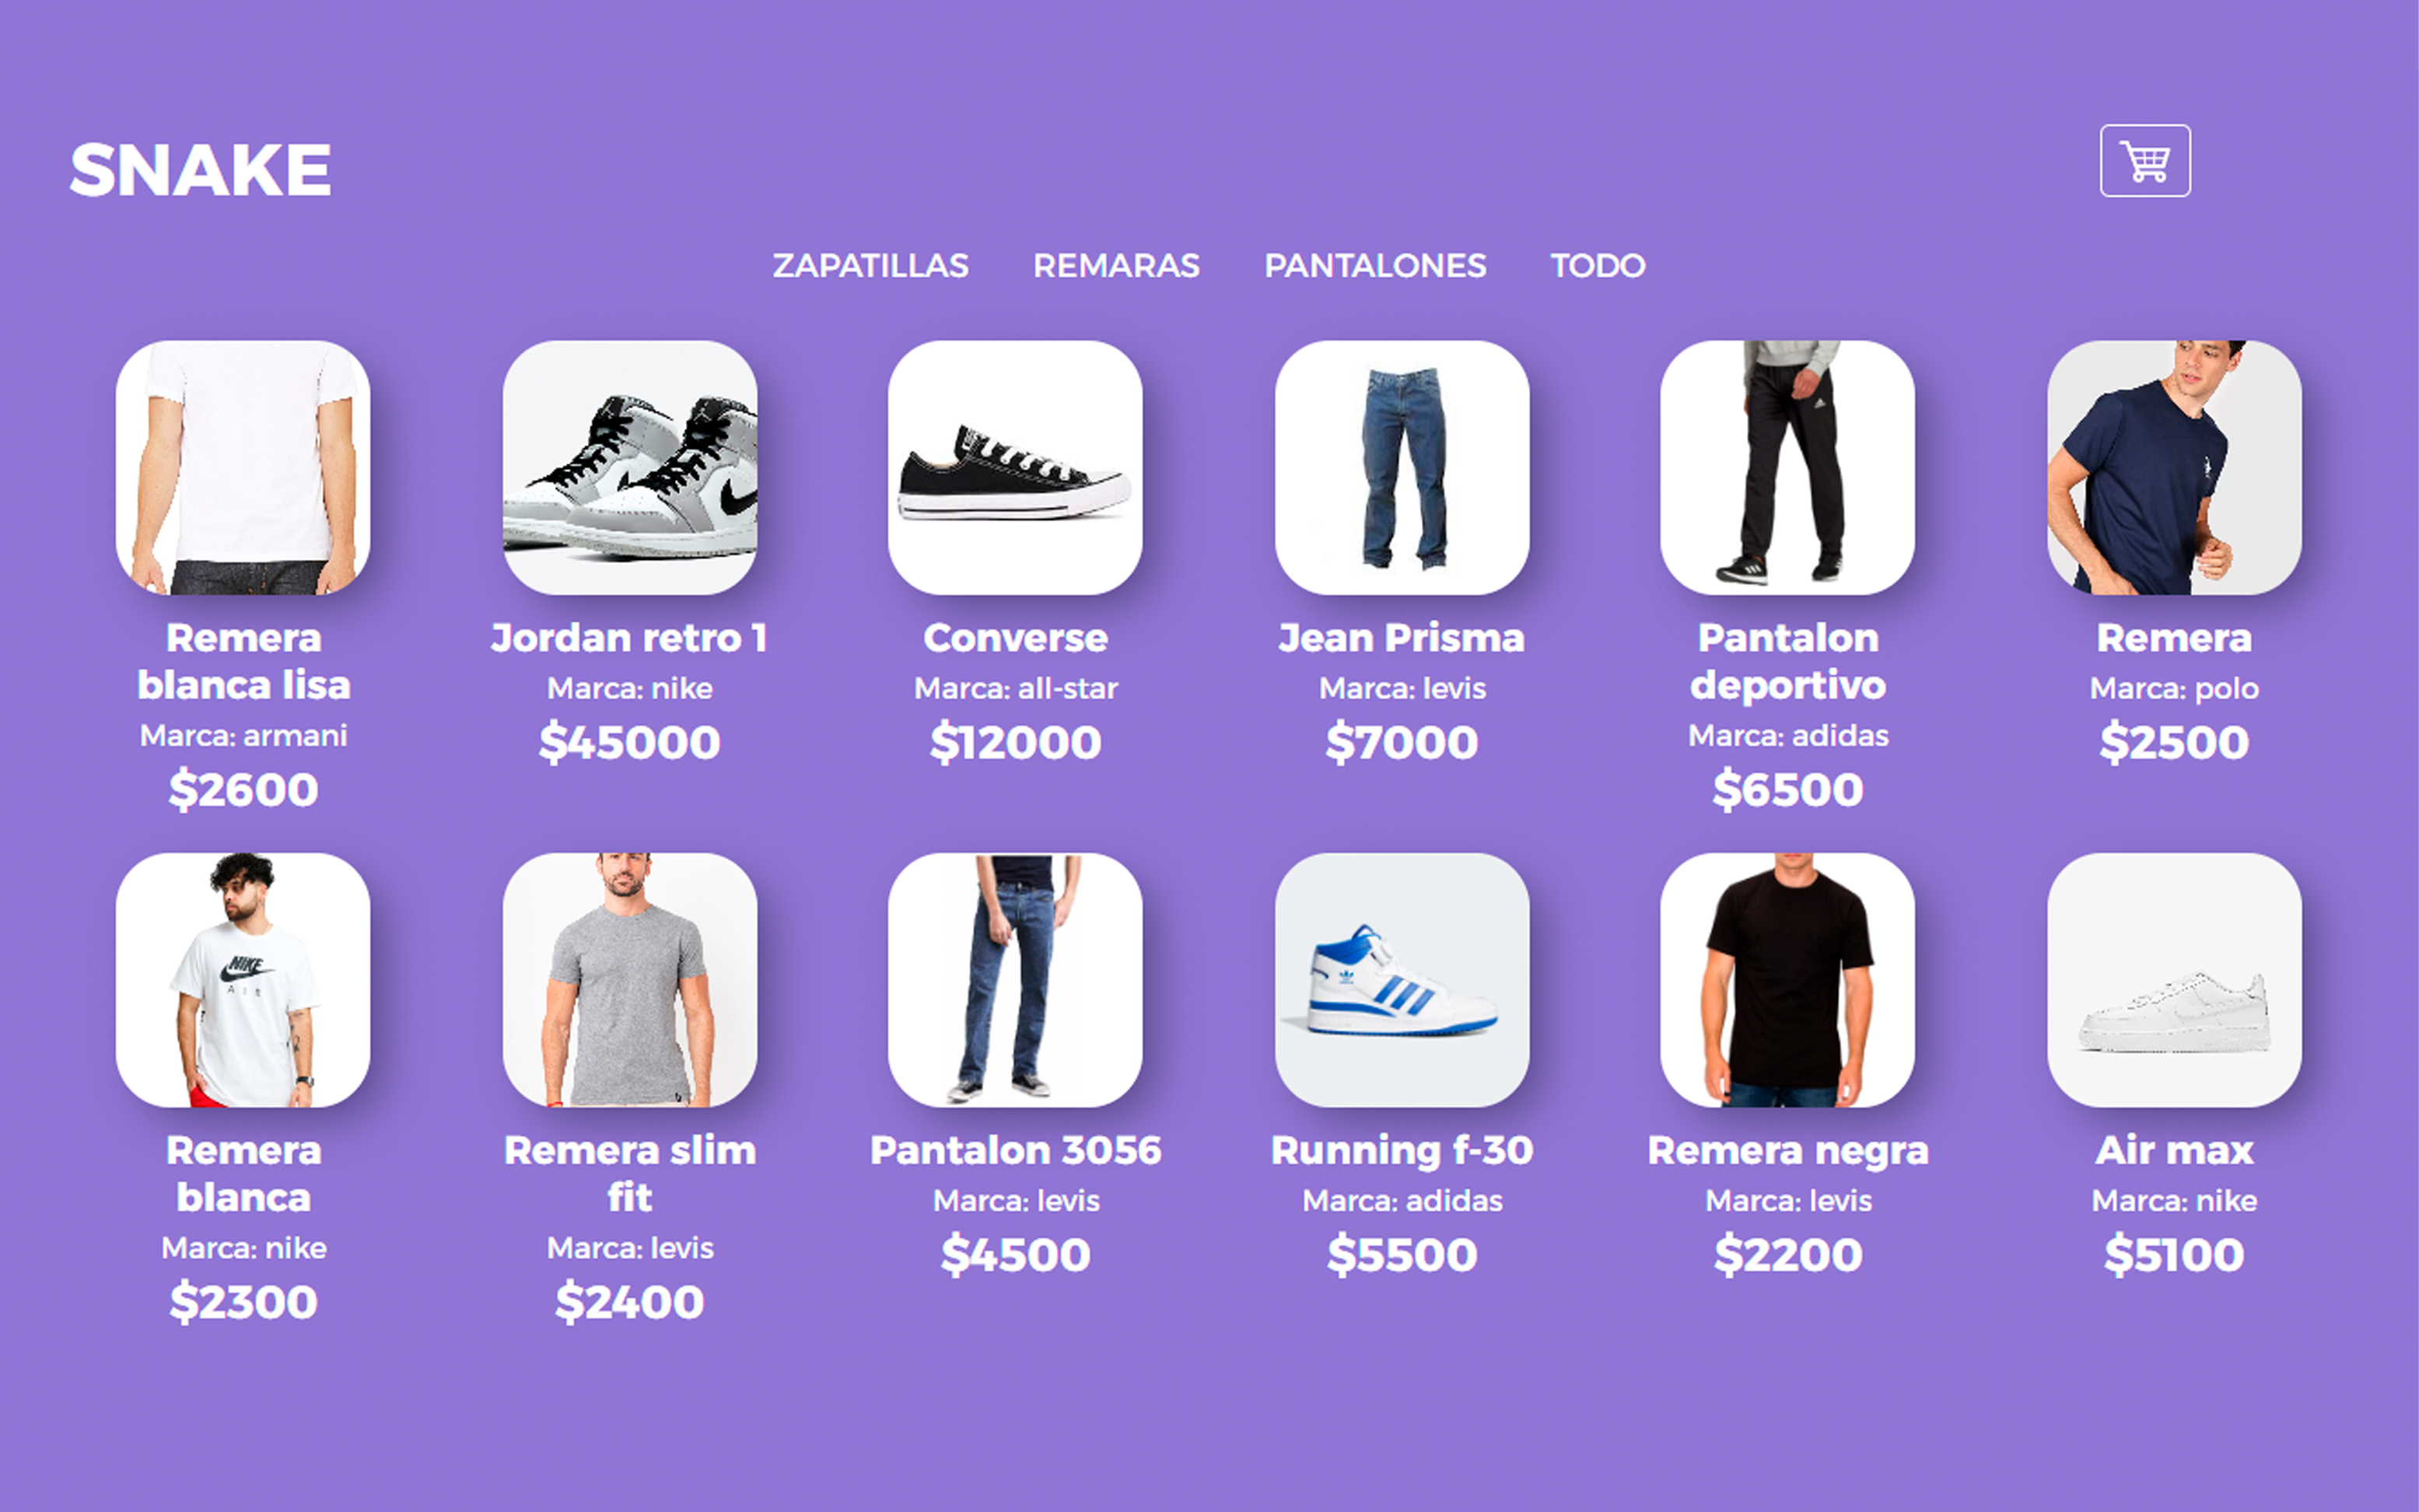 SNAKE
ZAPATILLAS REMARAS PANTALONES TODO
Remera
blanca lisa
Marca: armani
$2600
Jordan retro 1
Marca: nike
$45000
Converse
Marca: all-star
$12000
Jean Prisma
Marca: levis
$7000
Pantalon
deportivo
Marca: adidas
$6500
Remera
Marca: polo
$2500
NIKE
AIR
Remera
blanca
Marca: nike
$2300
Remera slim
fit
Marca: levis
$2400
Pantalon 3056
Marca: levis
$4500
Running f-30
Marca: adidas
$5500
Remera negra
Marca: levis
$2200
Air max
Marca: nike
$5100